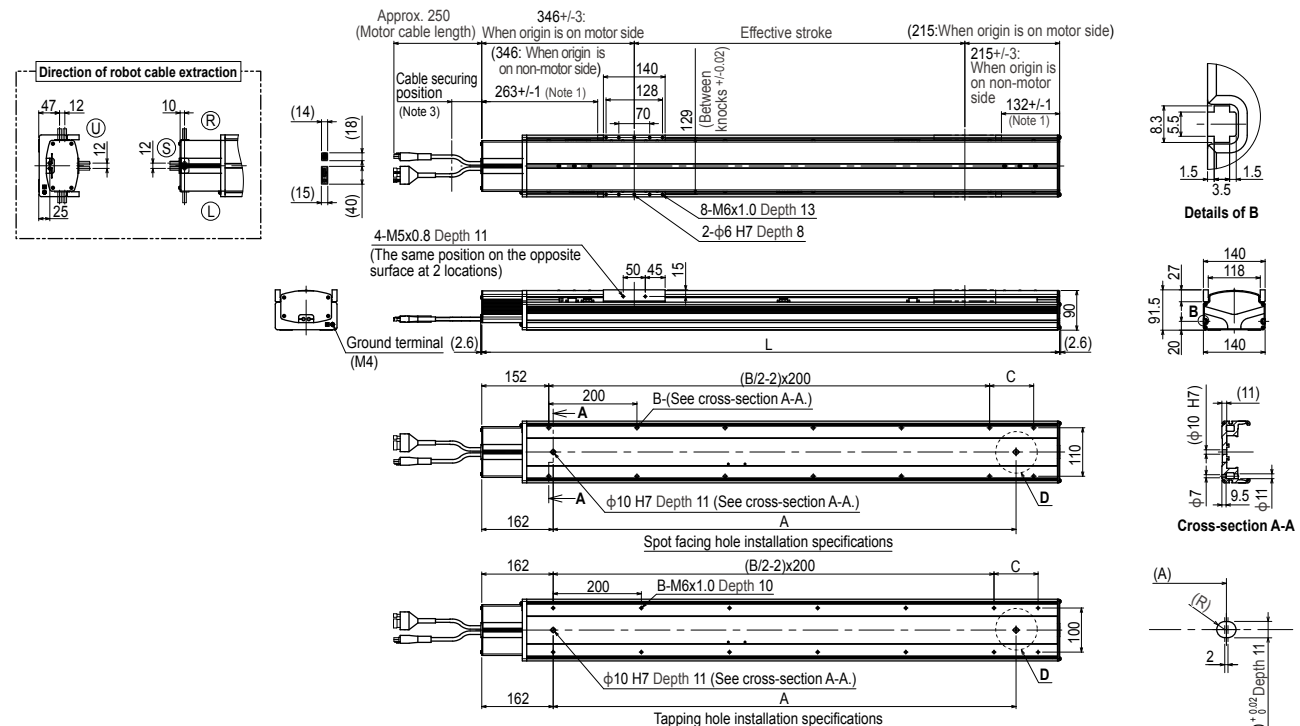 Approx. 250
(Motor cable length)
346+/-3:
When origin is on motor side
(346: When origin is
on non-motor
side)
Effective stroke
(215:When origin is on motor side)
215+/-3:
When origin is
on non-motor
side
132+/-1
(Note 1)
Cable securing
position
(Note 3)
263+/-1 (Note 1)
140
128
70
129
(Between
knocks +/-0.02)
Direction of robot cable extraction
47
12
U
12
25
10
R
12
S
L
(14)
(18)
(15)
(40)
8-M6x1.0 Depth 13
2-φ6 H7 Depth 8
8.3
5.5
1.5
3.5
1.5
Details of B
4-M5x0.8 Depth 11
(The same position on the opposite
surface at 2 locations)
50
45
15
90
Ground terminal
(M4)
(2.6)
L
(2.6)
140
118
27
91.5
B
20
140
152
(B/2-2)x200
C
200
B-(See cross-section A-A.)
A
A
110
φ10 H7 Depth 11 (See cross-section A-A.)
D
162
A
Spot facing hole installation specifications
(φ10 H7)
(11)
φ7
9.5
φ11
Cross-section A-A
162
(B/2-2)x200
C
200
B-M6x1.0 Depth 10
100
φ10 H7 Depth 11 (See cross-section A-A.)
D
162
A
Tapping hole installation specifications
(A)
(R)
2
+ 0.02
0
Depth 11